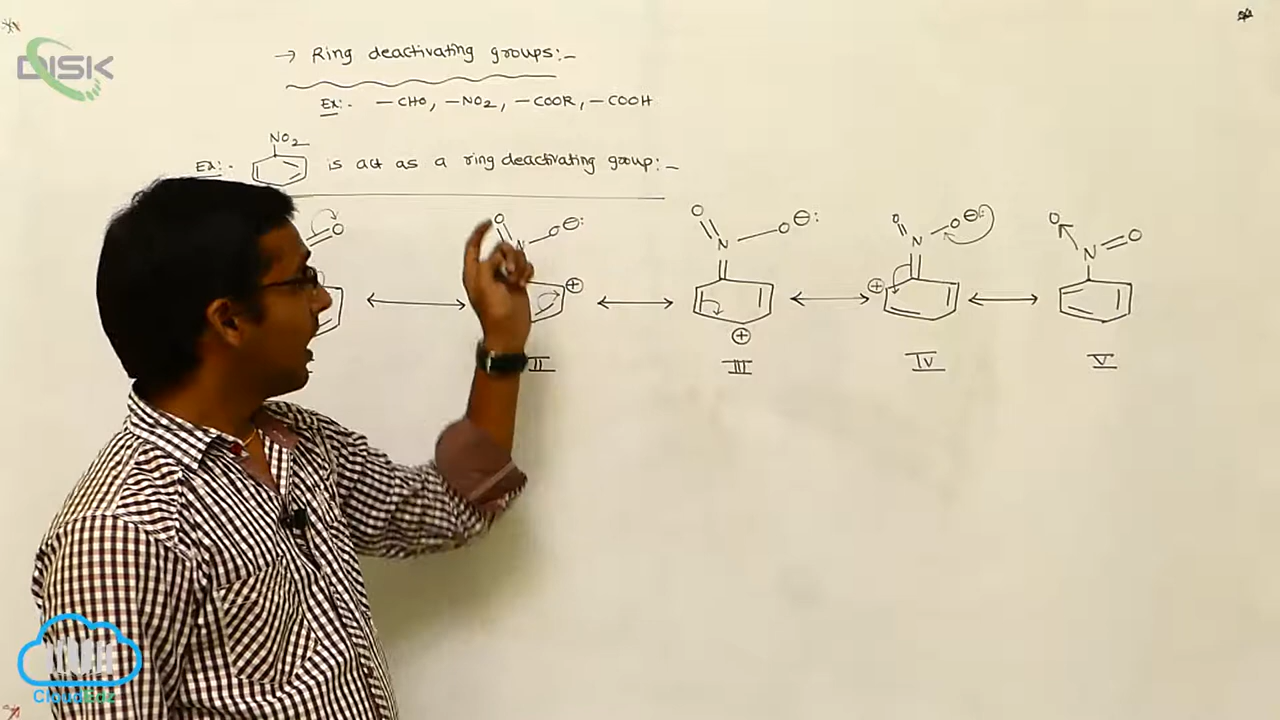 DISK
→ Ring deactivating groups:-
Ex:- -CHO, -NO2, -COOR, -COOH
NO2
Ex:- is act as a ring deactivating group:-
O O O⊖: O O⊖: O O⊖: O O
N N N N
⊕ ⊕ ⊕
II III IV V
CloudEdz